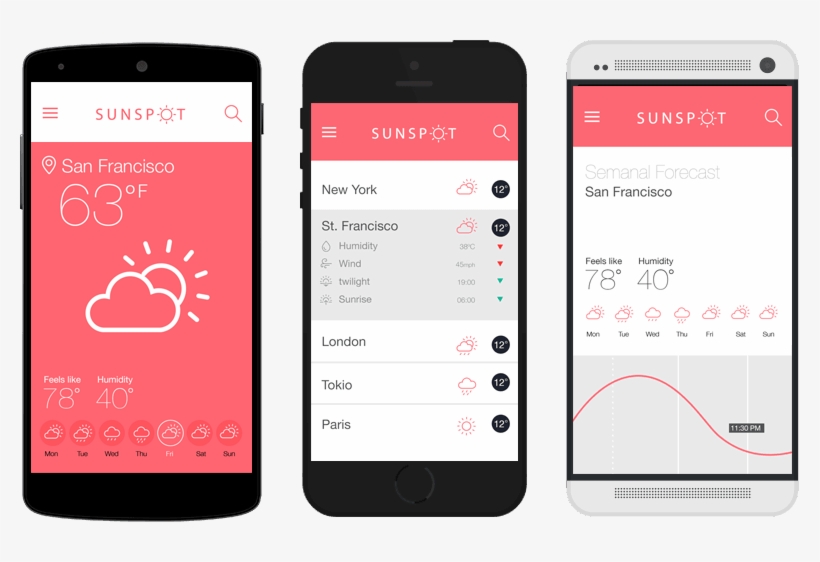 SUNSPOT
San Francisco
63°F
Feels like Humidity
78° 40°
Mon Tue Wed Thu Fri Sat Sun
SUNSPOT
New York 12°
St. Francisco 12°
Humidity 38°C
Wind 45mph
twilight 19:00
Sunrise 06:00
London 12°
Tokio 12°
Paris 12°
SUNSPOT
Semanal Forecast
San Francisco
Feels like Humidity
78° 40°
Mon Tue Wed Thu Fri Sat Sun
11:30 PM